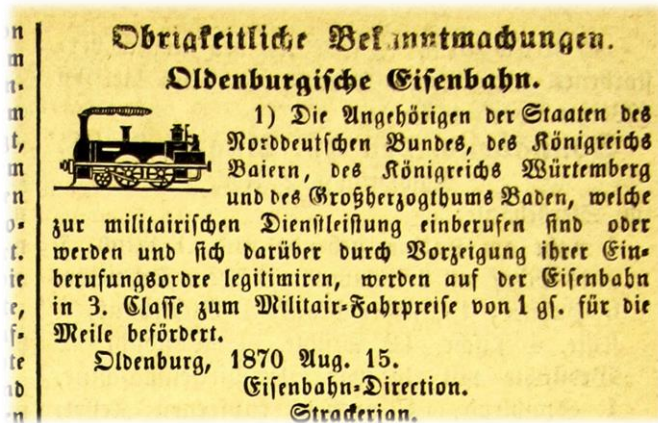 Obrigkeitliche Bekanntmachungen.
Oldenburgische Eisenbahn.
1) Die Angehörigen der Staaten des
Norddeutschen Bundes, des Königreichs
Baiern, des Königreichs Würtemberg
und des Großherzogthums Baden, welche
zur militairischen Dienstleistung einberufen sind oder
werden und sich darüber durch Vorzeigung ihrer Ein-
berufungsordre legitimiren, werden auf der Eisenbahn
in 3. Classe zum Militair-Fahrpreise von 1 gs. für die
Meile befördert.
Oldenburg, 1870 Aug. 15.
Eisenbahn-Direction.
Strackerjan.